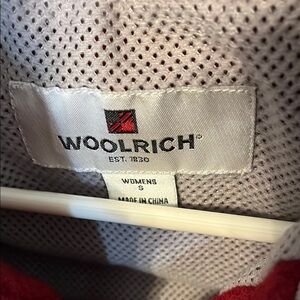 WOOLRICH®
EST. 1830
WOMENS
S
MADE IN CHINA